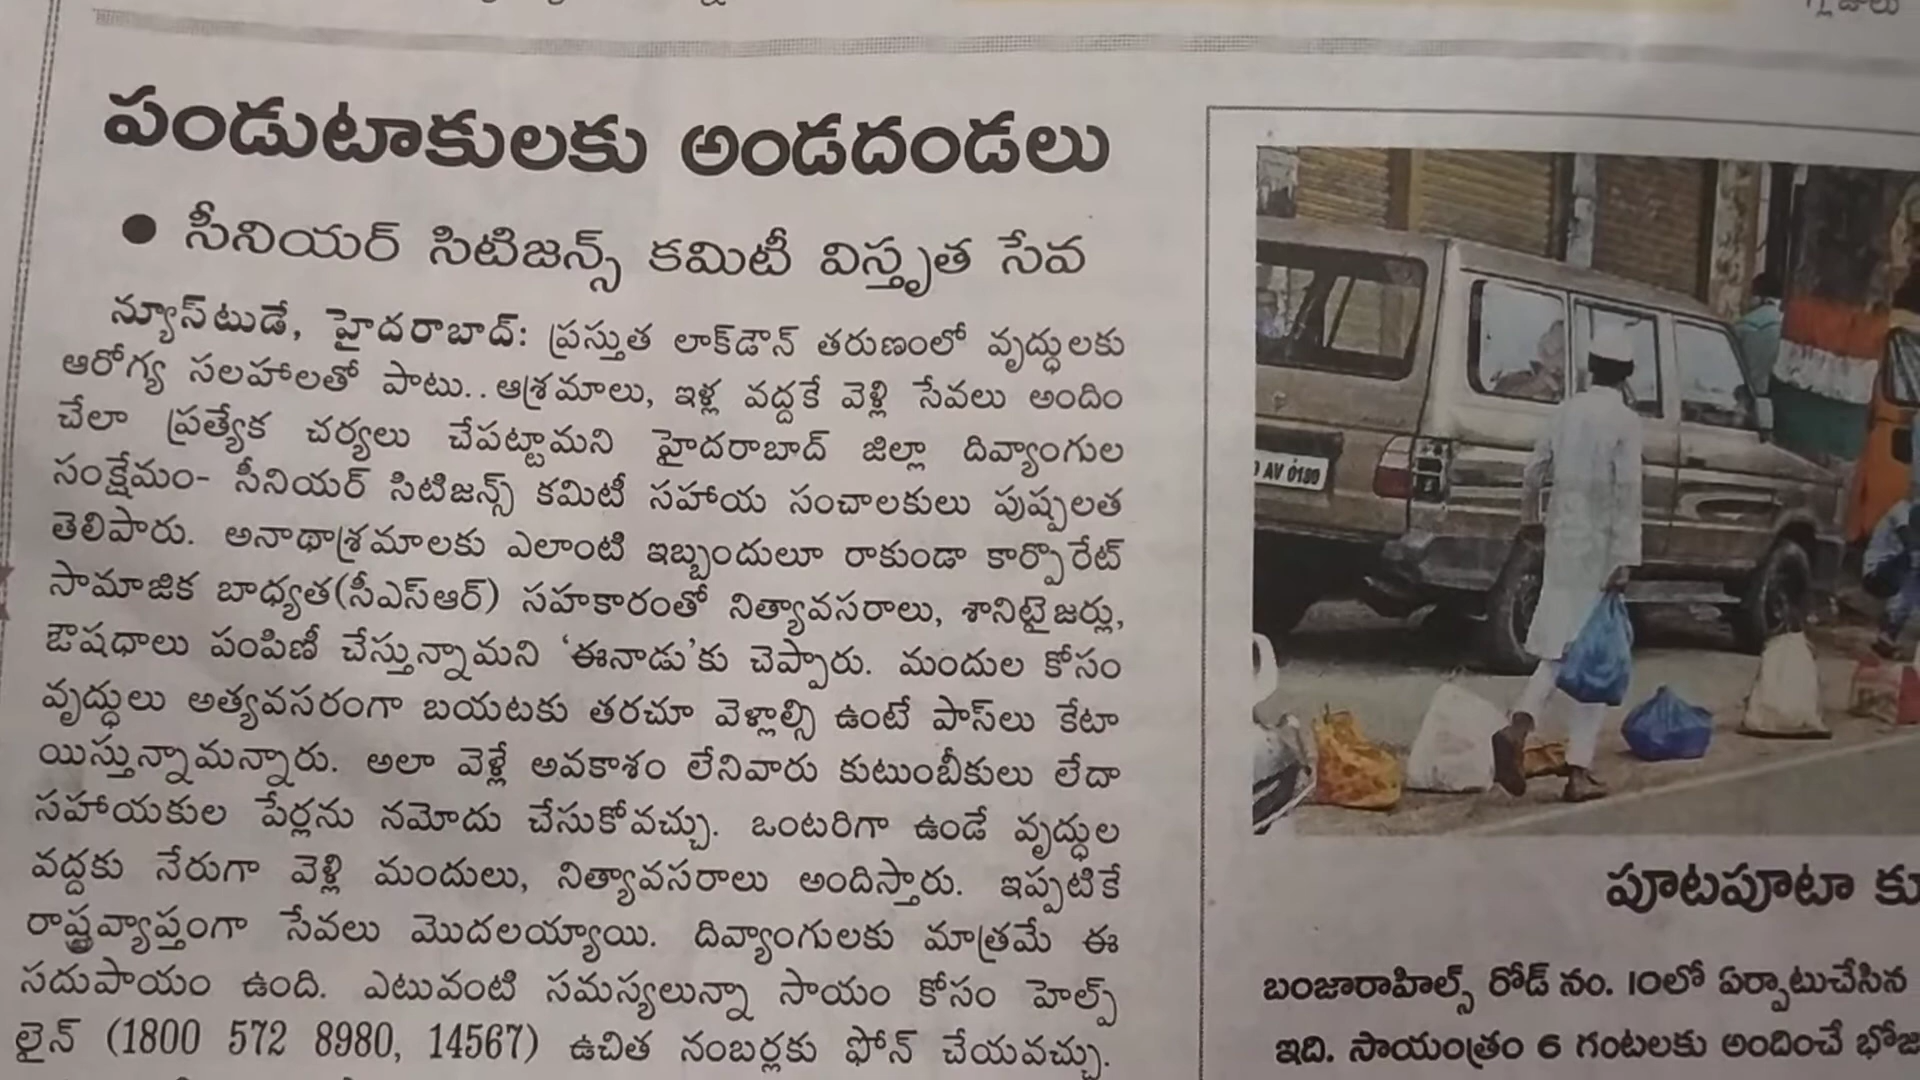 పండుటాకులకు అండదండలు
● సీనియర్ సిటిజన్స్ కమిటీ విస్తృత సేవ
న్యూస్‌టుడే, హైదరాబాద్: ప్రస్తుత లాక్‌డౌన్ తరుణంలో వృద్ధులకు
ఆరోగ్య సలహాలతో పాటు.. ఆశ్రమాలు, ఇళ్ల వద్దకే వెళ్లి సేవలు అందిం
చేలా ప్రత్యేక చర్యలు చేపట్టామని హైదరాబాద్ జిల్లా దివ్యాంగుల
సంక్షేమం- సీనియర్ సిటిజన్స్ కమిటీ సహాయ సంచాలకులు పుష్పలత
తెలిపారు. అనాథాశ్రమాలకు ఎలాంటి ఇబ్బందులూ రాకుండా కార్పొరేట్
సామాజిక బాధ్యత(సీఎస్ఆర్) సహకారంతో నిత్యావసరాలు, శానిటైజర్లు,
ఔషధాలు పంపిణీ చేస్తున్నామని ‘ఈనాడు’కు చెప్పారు. మందుల కోసం
వృద్ధులు అత్యవసరంగా బయటకు తరచూ వెళ్లాల్సి ఉంటే పాస్‌లు కేటా
యిస్తున్నామన్నారు. అలా వెళ్లే అవకాశం లేనివారు కుటుంబీకులు లేదా
సహాయకుల పేర్లను నమోదు చేసుకోవచ్చు. ఒంటరిగా ఉండే వృద్ధుల
వద్దకు నేరుగా వెళ్లి మందులు, నిత్యావసరాలు అందిస్తారు. ఇప్పటికే
రాష్ట్రవ్యాప్తంగా సేవలు మొదలయ్యాయి. దివ్యాంగులకు మాత్రమే ఈ
సదుపాయం ఉంది. ఎటువంటి సమస్యలున్నా సాయం కోసం హెల్ప్
లైన్ (1800 572 8980, 14567) ఉచిత నంబర్లకు ఫోన్ చేయవచ్చు.
AV 0180
పూటపూటా
బంజారాహిల్స్ రోడ్ నం. 10లో ఏర్పాటుచేసిన
ఇది. సాయంత్రం 6 గంటలకు అందించే